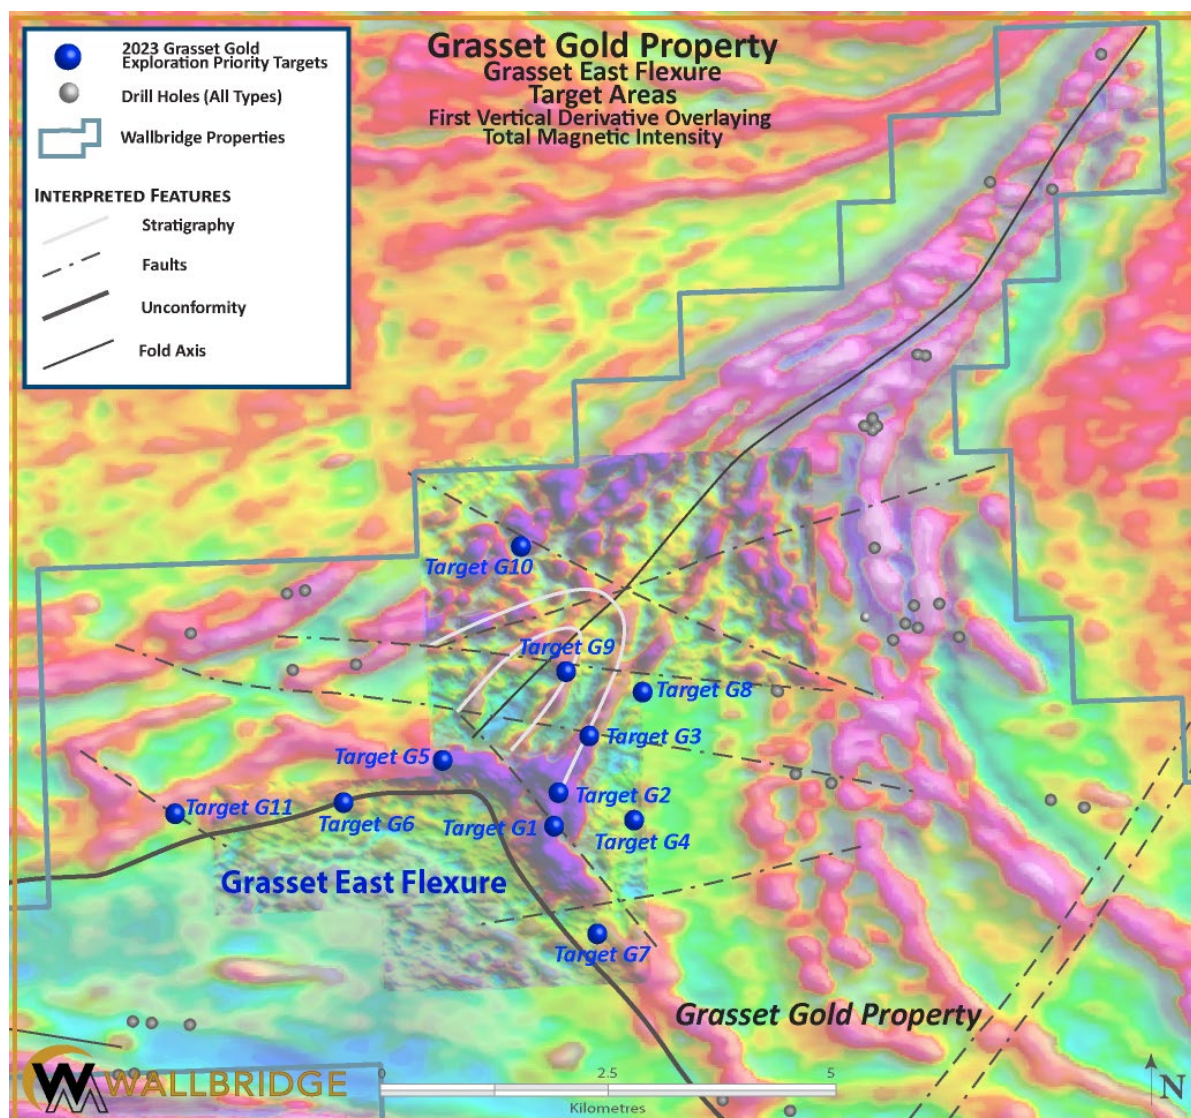 2023 Grasset Gold
Exploration Priority Targets
Drill Holes (All Types)
Wallbridge Properties
INTERPRETED FEATURES
Stratigraphy
Faults
Unconformity
Fold Axis
Grasset Gold Property
Grasset East Flexure
Target Areas
First Vertical Derivative Overlaying
Total Magnetic Intensity
Target G10
Target G9
Target G8
Target G3
Target G5
Target G2
Target G11
Target G6
Target G1
Target G4
Grasset East Flexure
Target G7
Grasset Gold Property
WALLBRIDGE
0 2.5 5
Kilometres
N